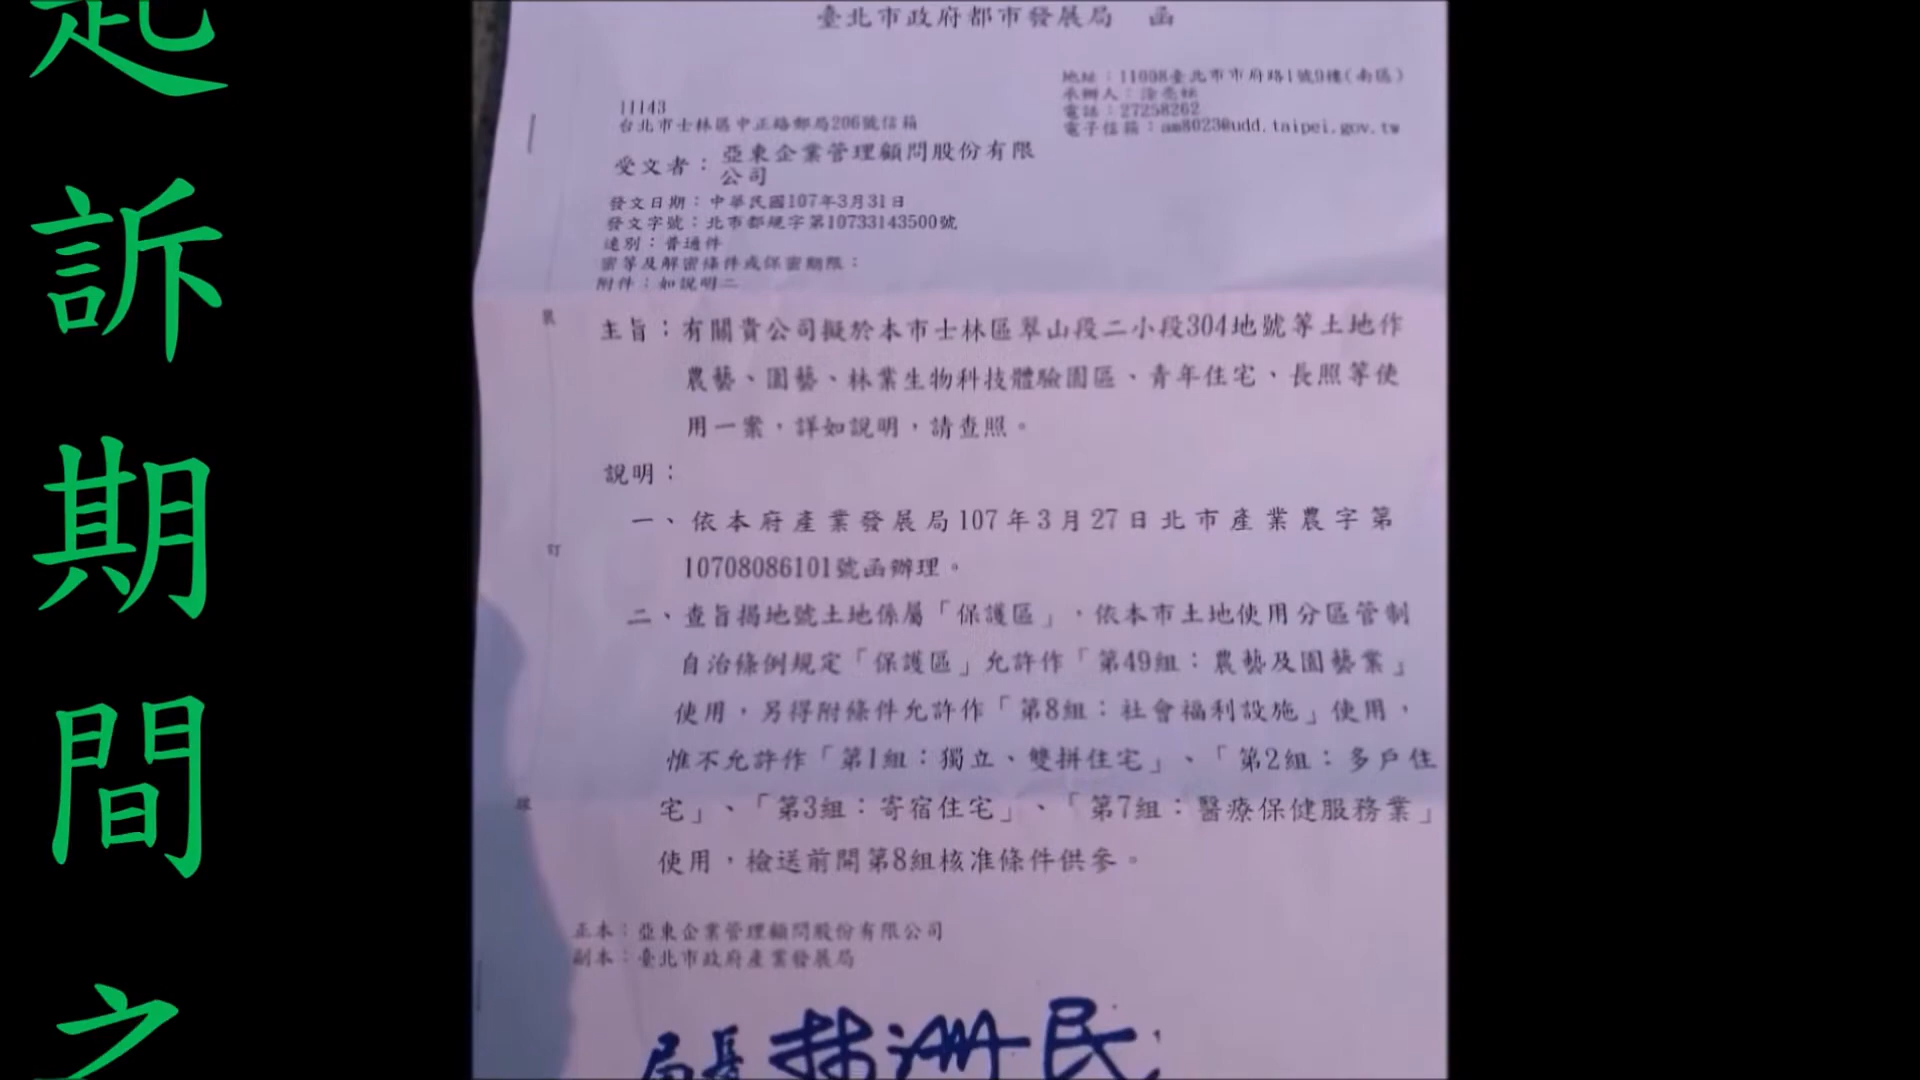 起訴期間之
臺北市政府都市發展局 函
地址：11008臺北市市府路1號9樓(南區)
承辦人：涂
電話：27258262
電子信箱：am8023@udd.taipei.gov.tw
11143
台北市士林區中正路郵局206號信箱
受文者：亞東企業管理顧問股份有限
公司
發文日期：中華民國107年3月31日
發文字號：北市都規字第10733143500號
速別：普通件
密等及解密條件或保密期限：
附件：如說明二
主旨：有關貴公司擬於本市士林區翠山段二小段304地號等土地作
農藝、園藝、林業生物科技體驗園區、青年住宅、長照等使
用一案，詳如說明，請查照。
說明：
一、依本府產業發展局107年3月27日北市產業農字第
10708086101號函辦理。
二、查旨揭地號土地係屬「保護區」，依本市土地使用分區管制
自治條例規定「保護區」允許作「第49組：農藝及園藝業」
使用，另得附條件允許作「第8組：社會福利設施」使用，
惟不允許作「第1組：獨立、雙拼住宅」、「第2組：多戶住
宅」、「第3組：寄宿住宅」、「第7組：醫療保健服務業」
使用，檢送前開第8組核准條件供參。
裝
訂
線
正本：亞東企業管理顧問股份有限公司
副本：臺北市政府產業發展局
局長 林洲民